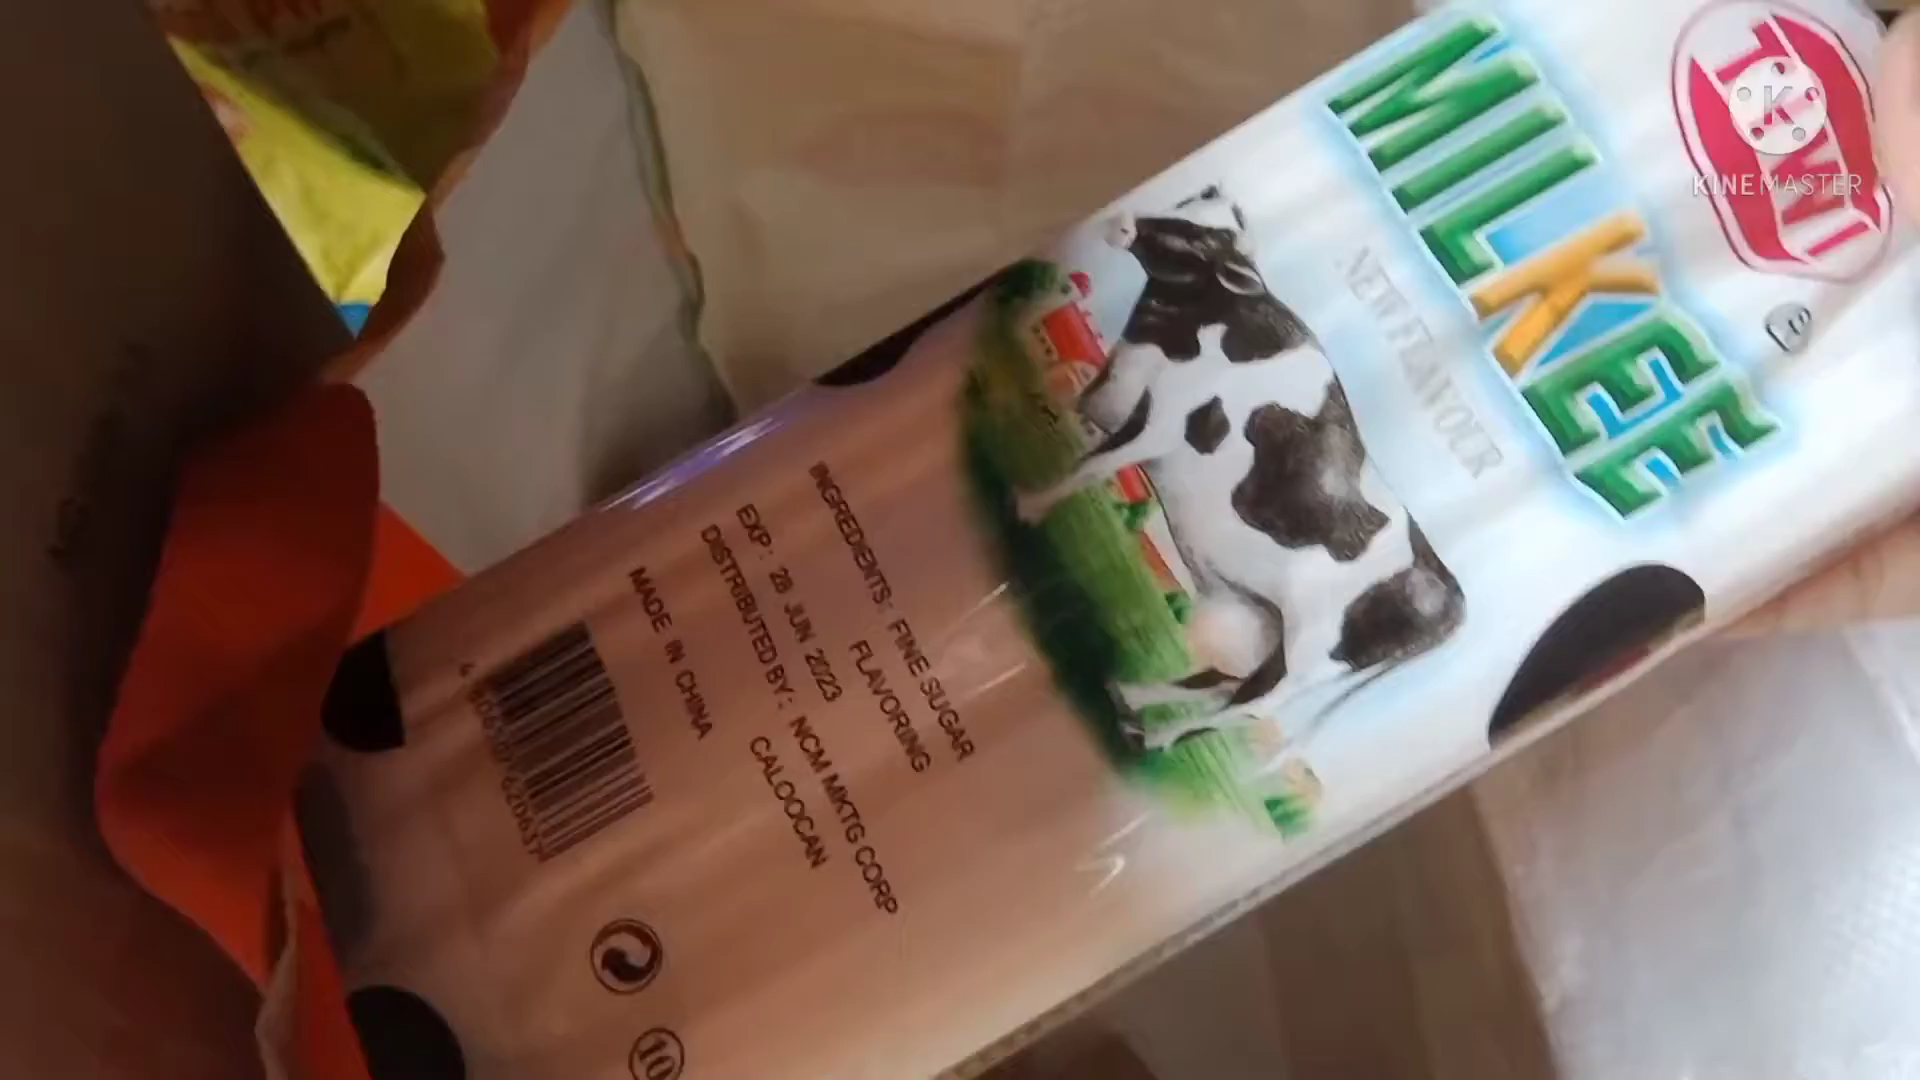 MILKEE
NEW FLAVOUR
INGREDIENTS: FINE SUGAR
FLAVORING
EXP: 28 JUN 2023
DISTRIBUTED BY: NCM MKTG CORP
CALOOCAN
MADE IN CHINA
10
K
KINEMASTER